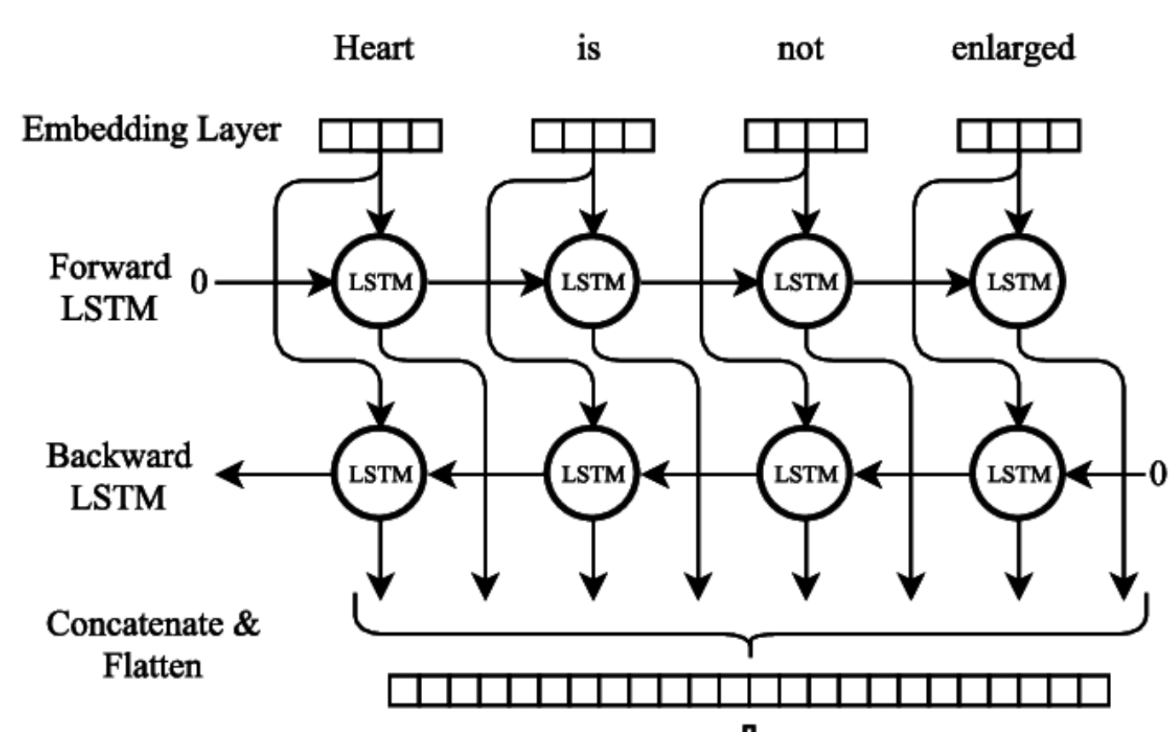 Heart is not enlarged
Embedding Layer
Forward
LSTM
0
LSTM LSTM LSTM LSTM
Backward
LSTM
LSTM LSTM LSTM LSTM
0
Concatenate &
Flatten